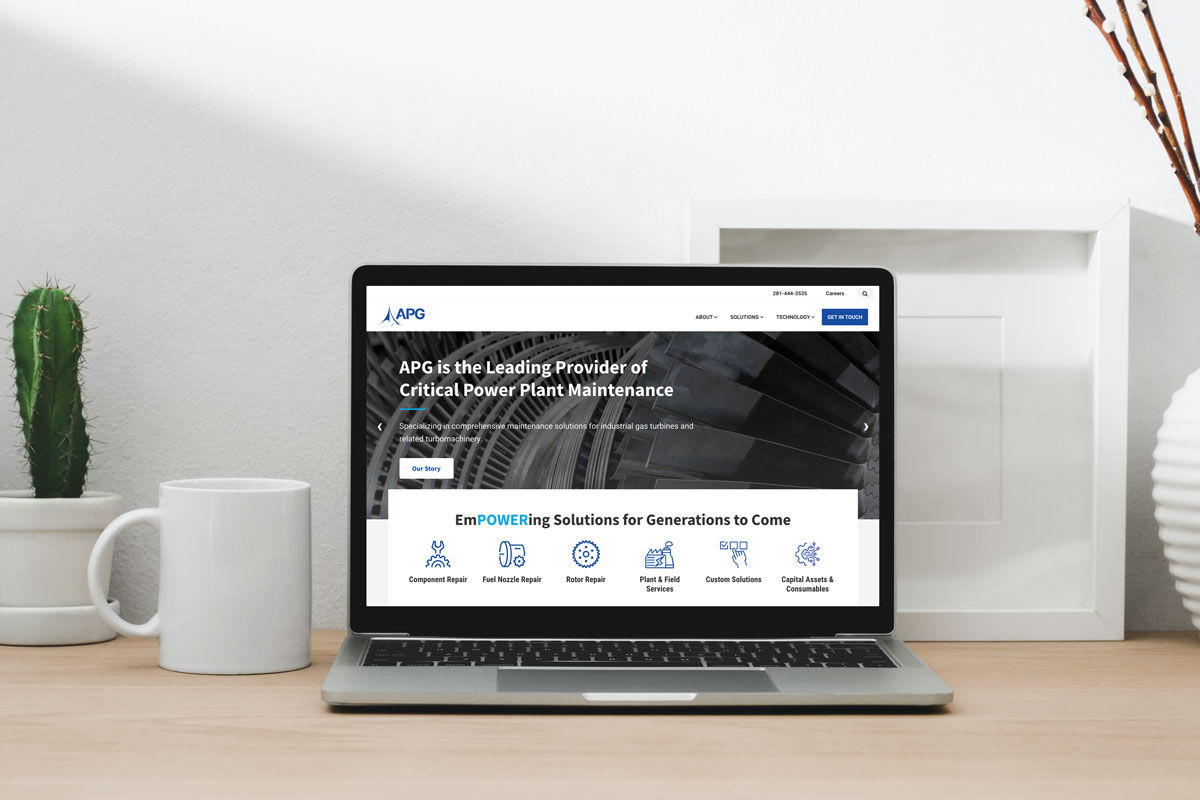 281-444-3535 Careers
APG
ABOUT SOLUTIONS TECHNOLOGY GET IN TOUCH
APG is the Leading Provider of
Critical Power Plant Maintenance
Specializing in comprehensive maintenance solutions for industrial gas turbines and
related turbomachinery.
Our Story
EmPOWERing Solutions for Generations to Come
Component Repair
Fuel Nozzle Repair
Rotor Repair
Plant & Field
Services
Custom Solutions
Capital Assets &
Consumables